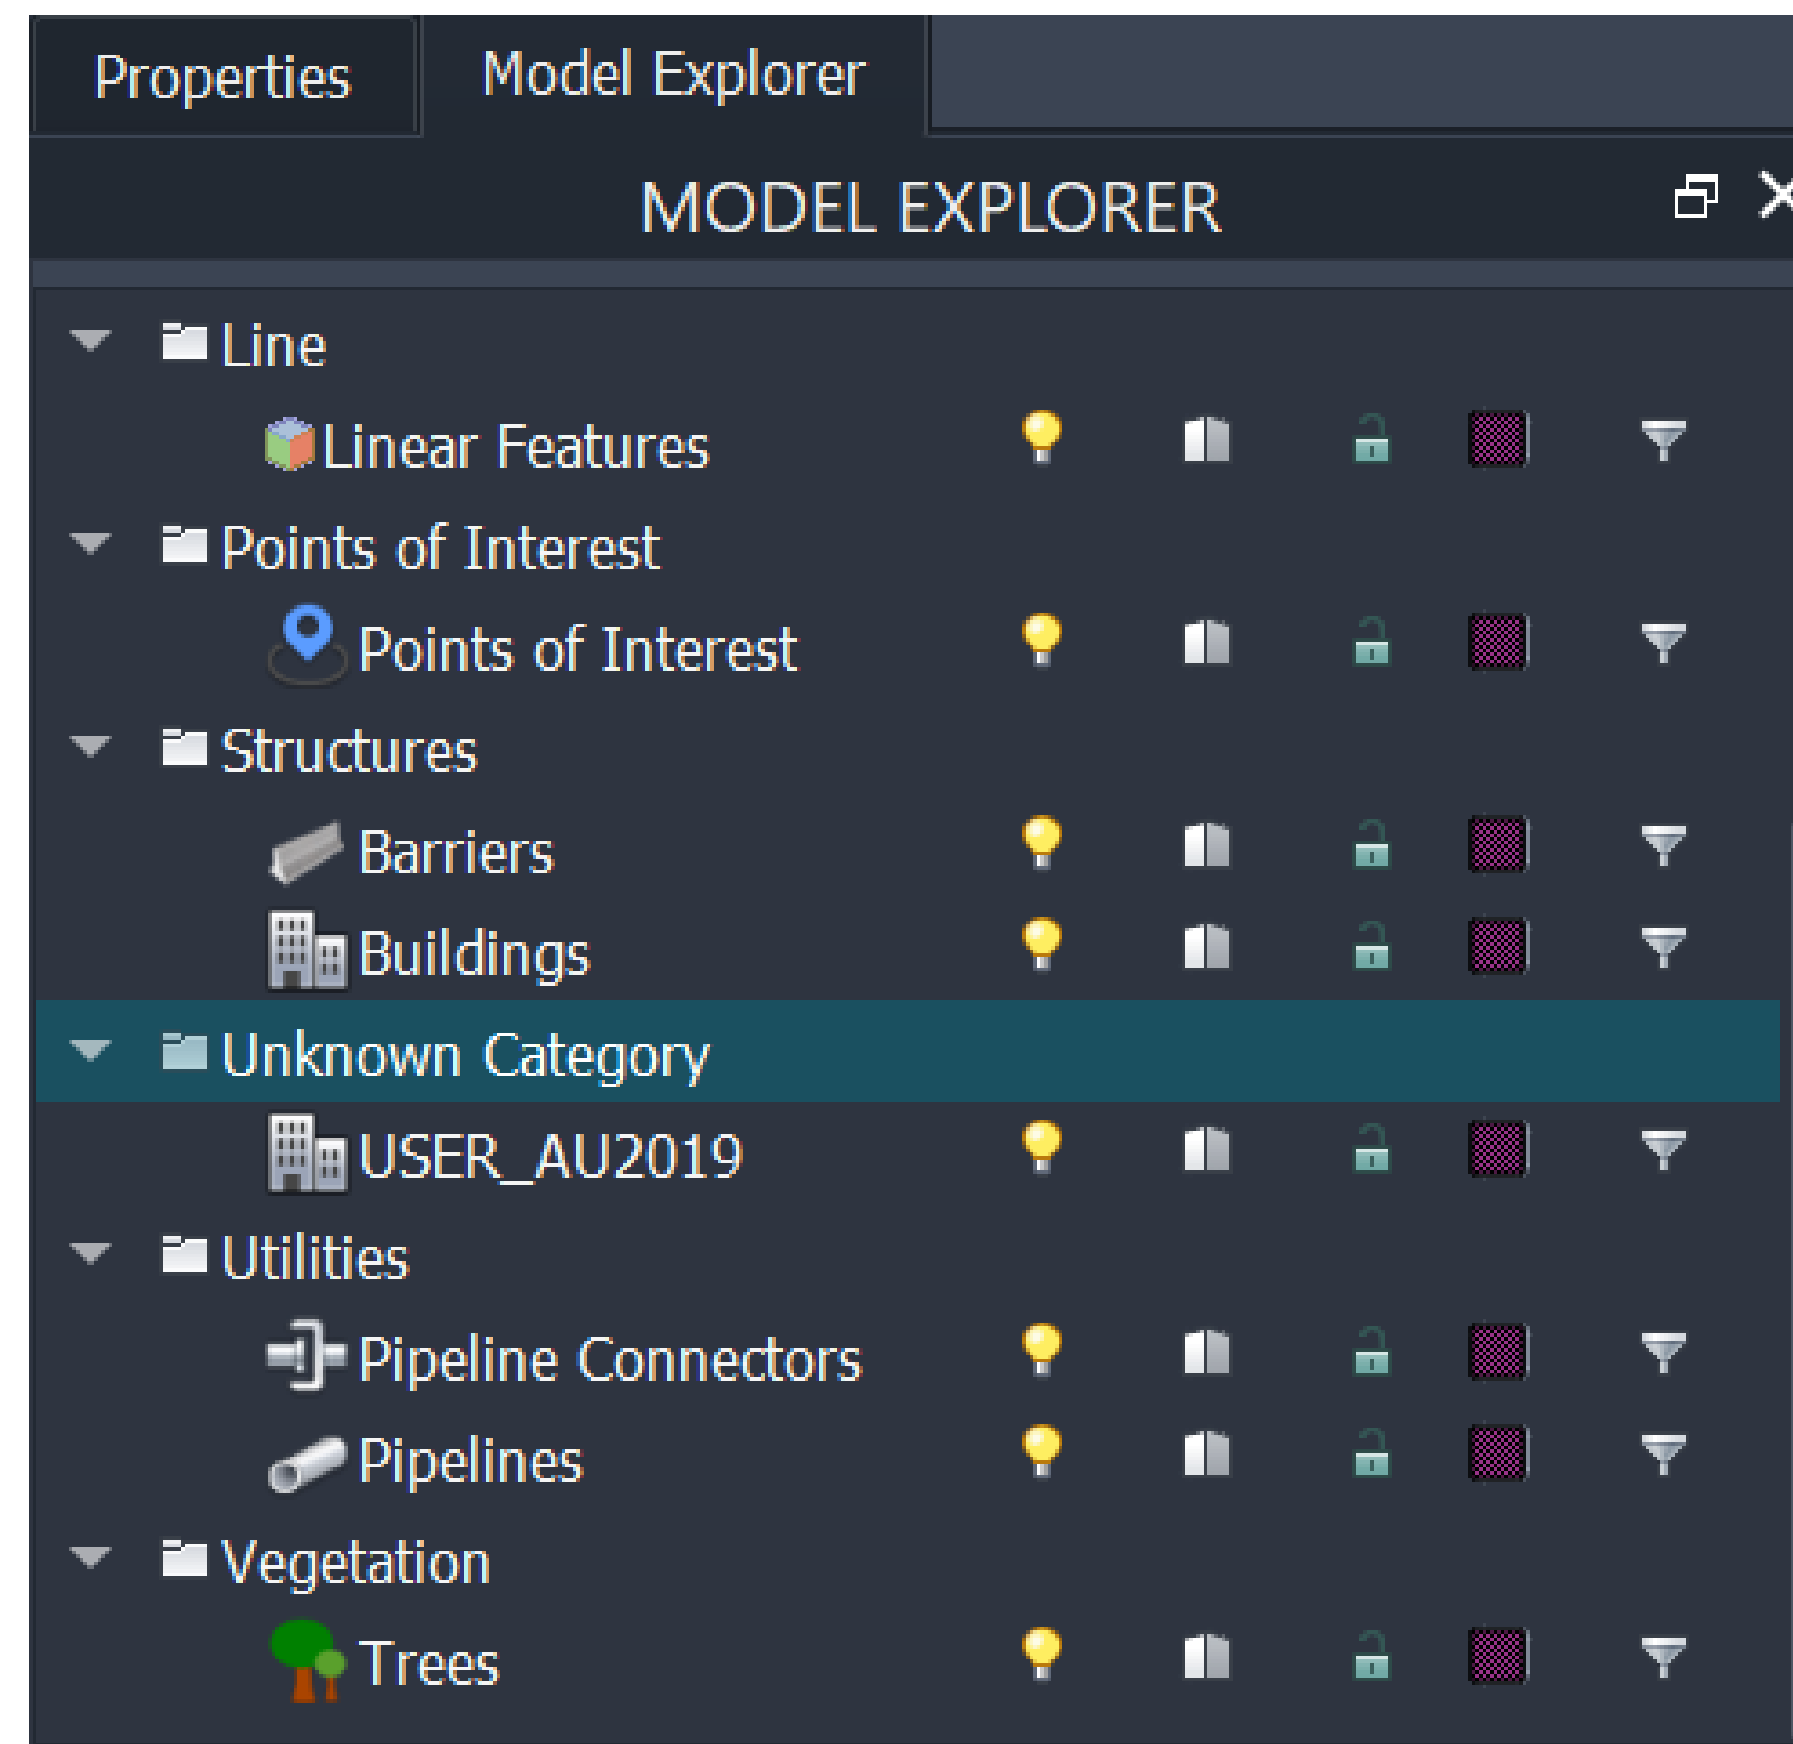 Properties Model Explorer
MODEL EXPLORER
Line
Linear Features
Points of Interest
Points of Interest
Structures
Barriers
Buildings
Unknown Category
USER_AU2019
Utilities
Pipeline Connectors
Pipelines
Vegetation
Trees